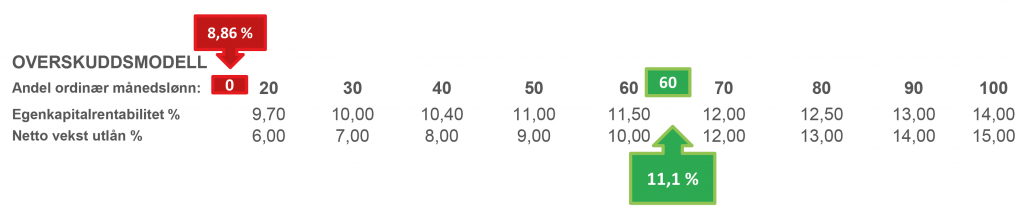 8,86 %
OVERSKUDDSMODELL
Andel ordinær månedslønn: 0 20 30 40 50 60 60 70 80 90 100
Egenkapitalrentabilitet % 9,70 10,00 10,40 11,00 11,50 12,00 12,50 13,00 14,00
Netto vekst utlån % 6,00 7,00 8,00 9,00 10,00 12,00 13,00 14,00 15,00
11,1 %